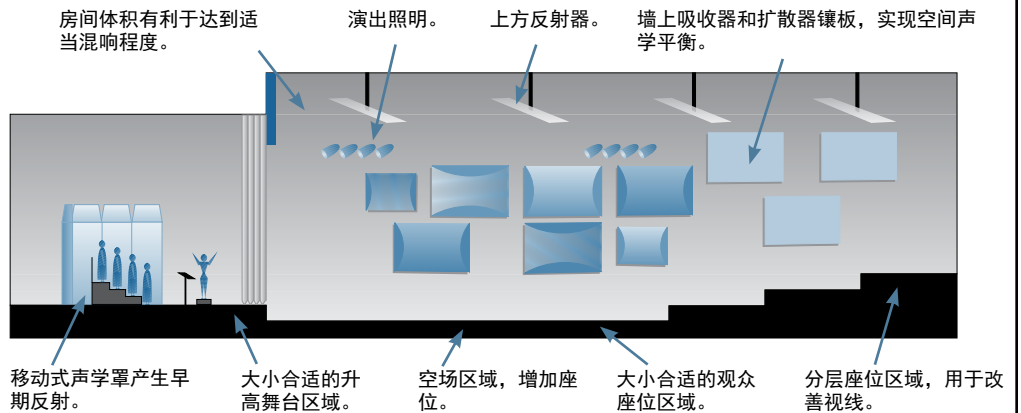 房间体积有利于达到适
当混响程度。
演出照明。
上方反射器。
墙上吸收器和扩散器镶板，实现空间声
学平衡。
移动式声学罩产生早
期反射。
大小合适的升
高舞台区域。
空场区域，增加座
位。
大小合适的观众
座位区域。
分层座位区域，用于改
善视线。